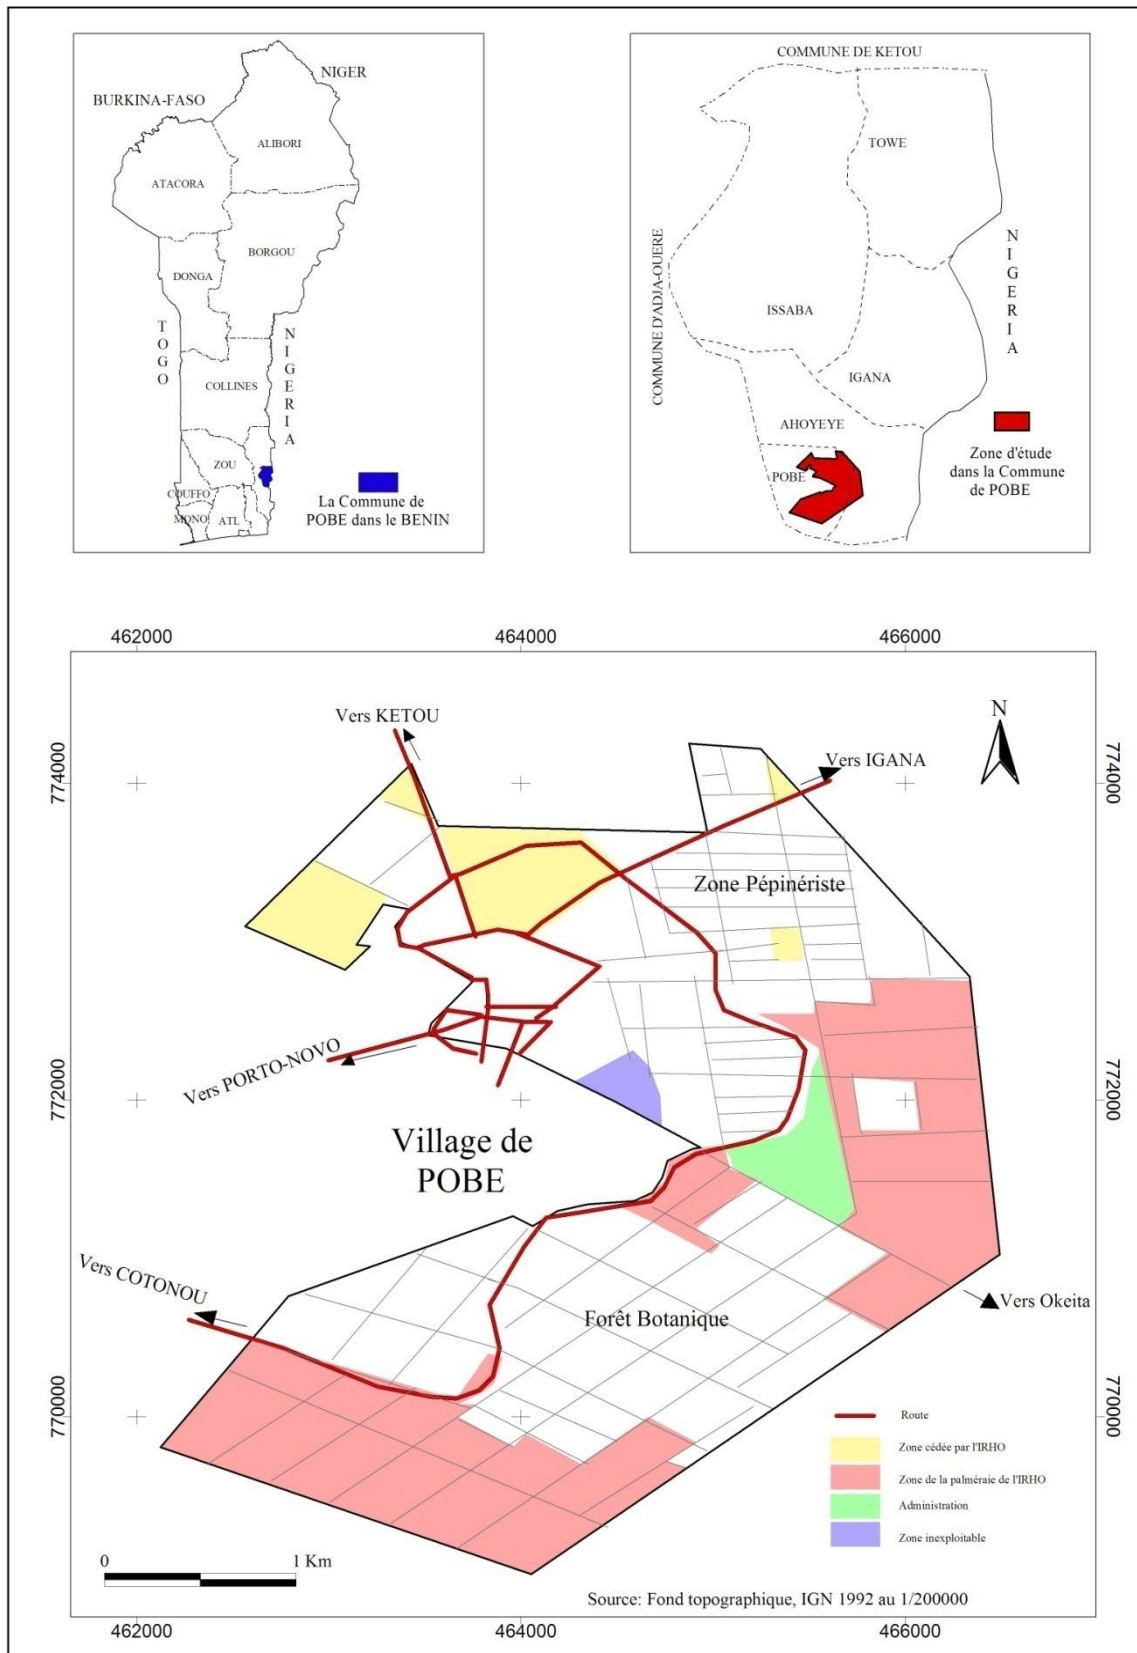 BURKINA-FASO
NIGER
ALIBORI
ATACORA
BORGOU
DONGA
TOGO
NIGERIA
COLLINES
ZOU
COUFFO
MONO
ATL
La Commune de
POBE dans le BENIN
COMMUNE DE KETOU
TOWE
COMMUNE D'ADJA-OUERE
NIGERIA
ISSABA
IGANA
AHOYEYE
POBE
Zone d'étude
dans la Commune
de POBE
462000
464000
466000
774000
774000
Vers KETOU
N
Vers IGANA
Zone Pépinériste
Vers PORTO-NOVO
772000
772000
Village de
POBE
Vers COTONOU
Forêt Botanique
Vers Okeita
770000
770000
Route
Zone cédée par l'IRHO
Zone de la palméraie de l'IRHO
Administration
Zone inexploitable
0
1 Km
Source: Fond topographique, IGN 1992 au 1/200000
462000
464000
466000